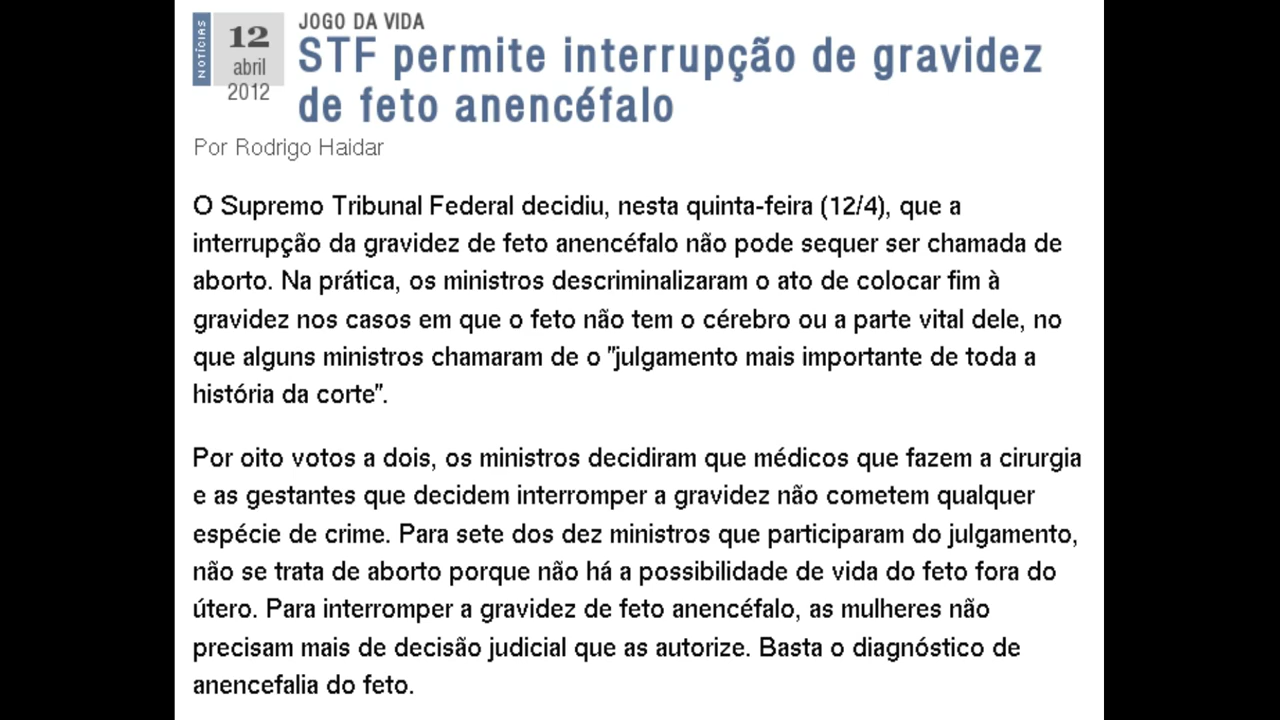 NOTÍCIAS
12
abril
2012
JOGO DA VIDA
STF permite interrupção de gravidez
de feto anencéfalo
Por Rodrigo Haidar
O Supremo Tribunal Federal decidiu, nesta quinta-feira (12/4), que a
interrupção da gravidez de feto anencéfalo não pode sequer ser chamada de
aborto. Na prática, os ministros descriminalizaram o ato de colocar fim à
gravidez nos casos em que o feto não tem o cérebro ou a parte vital dele, no
que alguns ministros chamaram de o "julgamento mais importante de toda a
história da corte".
Por oito votos a dois, os ministros decidiram que médicos que fazem a cirurgia
e as gestantes que decidem interromper a gravidez não cometem qualquer
espécie de crime. Para sete dos dez ministros que participaram do julgamento,
não se trata de aborto porque não há a possibilidade de vida do feto fora do
útero. Para interromper a gravidez de feto anencéfalo, as mulheres não
precisam mais de decisão judicial que as autorize. Basta o diagnóstico de
anencefalia do feto.